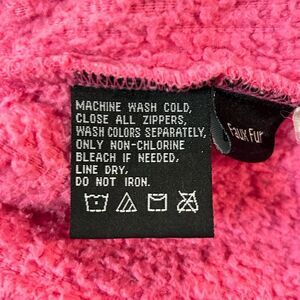 MACHINE WASH COLD,
CLOSE ALL ZIPPERS,
WASH COLORS SEPARATELY,
ONLY NON-CHLORINE
BLEACH IF NEEDED,
LINE DRY,
DO NOT IRON.
Faux Fur